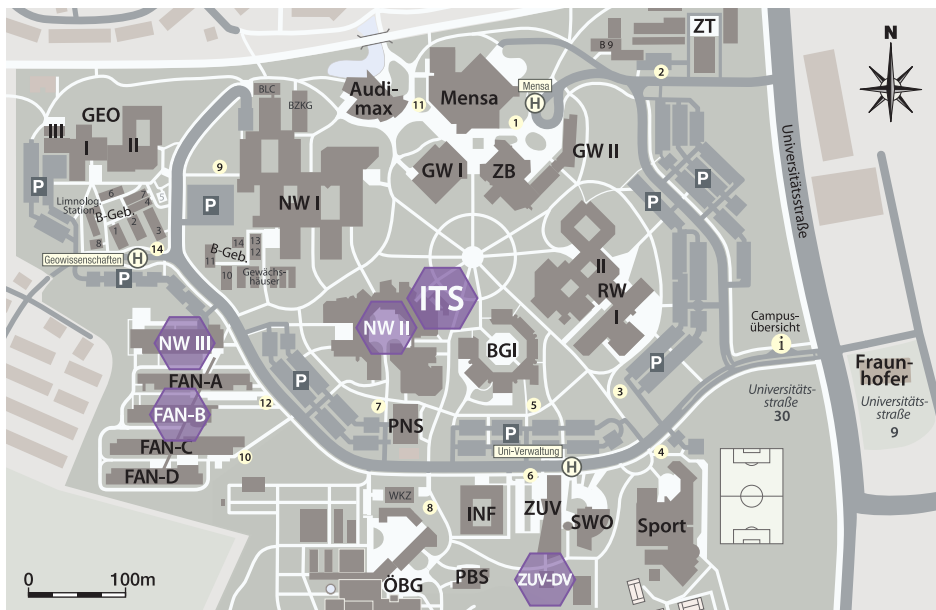 ZT
N
B 9
2
BLC
BZKG
Audi-
max
11
Mensa
Mensa
H
1
GEO
III
I
II
GW II
GW I
ZB
9
P
P
NW I
P
P
Limnolog.
Station
6
7
4
5
B-Geb.
1
2
3
8
14
Geowissenschaften
H
P
B-Geb.
14
13
12
11
10
Gewächs-
häuser
Universitätsstraße
II
RW
I
ITS
NW II
BGI
Campus-
übersicht
i
NW III
FAN-A
FAN-B
FAN-C
FAN-D
P
12
10
7
5
3
P
PNS
P
Uni-Verwaltung
H
4
6
Fraun-
hofer
Universitäts-
straße
30
Universitäts-
straße
9
WKZ
8
INF
ZUV
SWO
Sport
ÖBG
PBS
ZUV-DV
0
100m